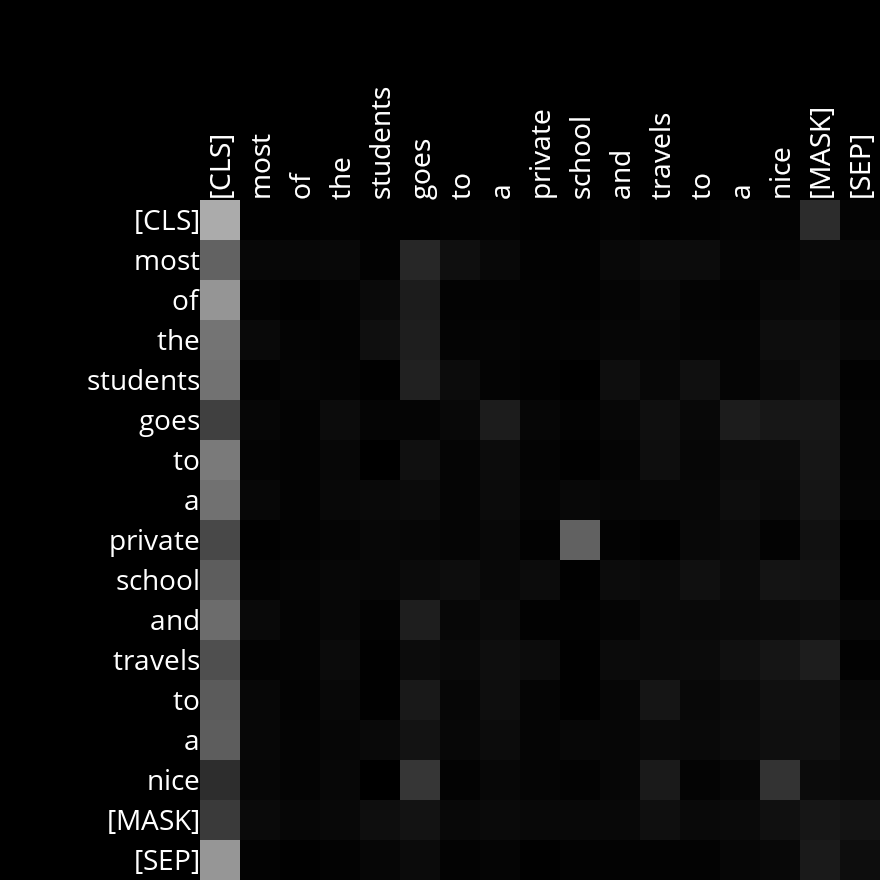 [CLS] most of the students goes to a private school and travels to a nice [MASK] [SEP]
[CLS]
most
of
the
students
goes
to
a
private
school
and
travels
to
a
nice
[MASK]
[SEP]